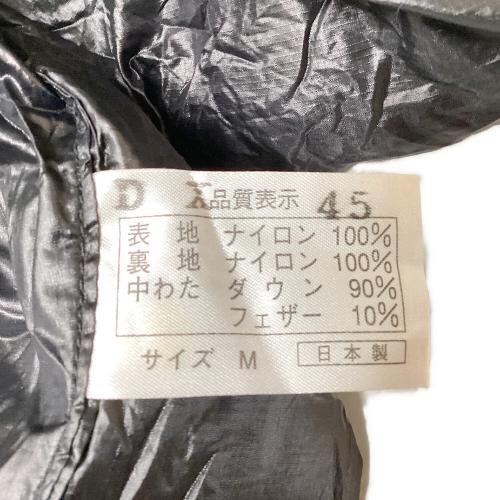 D X品質表示 45
表地 ナイロン 100%
裏地 ナイロン 100%
中わた ダウン 90%
フェザー 10%
サイズ M 日本製